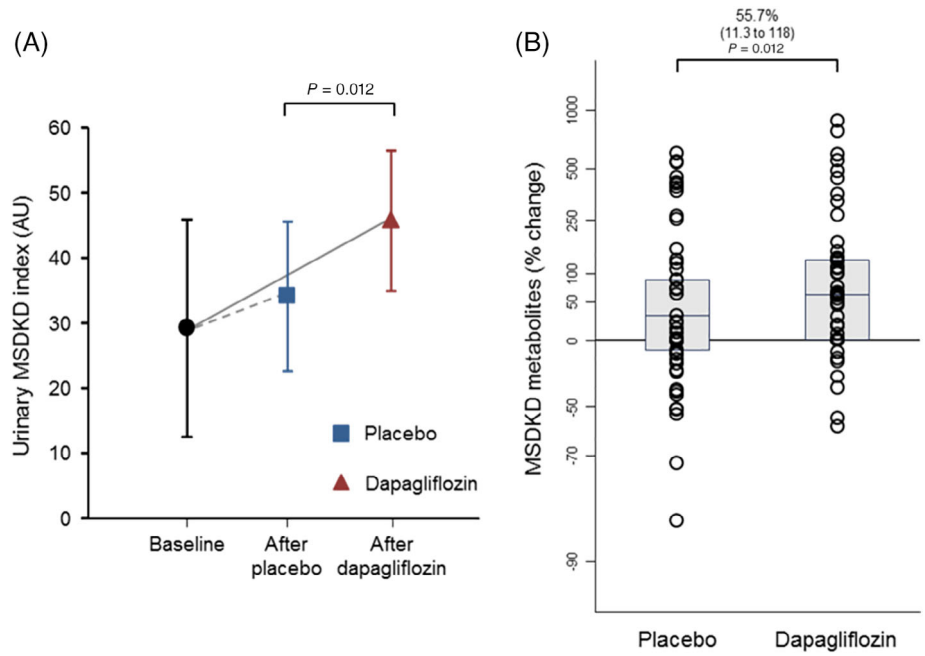 (A)
P = 0.012
Urinary MSDKD index (AU)
60
50
40
30
20
10
0
Placebo
Dapagliflozin
Baseline
After
placebo
After
dapagliflozin
(B)
55.7%
(11.3 to 118)
P = 0.012
MSDKD metabolites (% change)
1000
500
250
100
50
0
-50
-70
-90
Placebo
Dapagliflozin